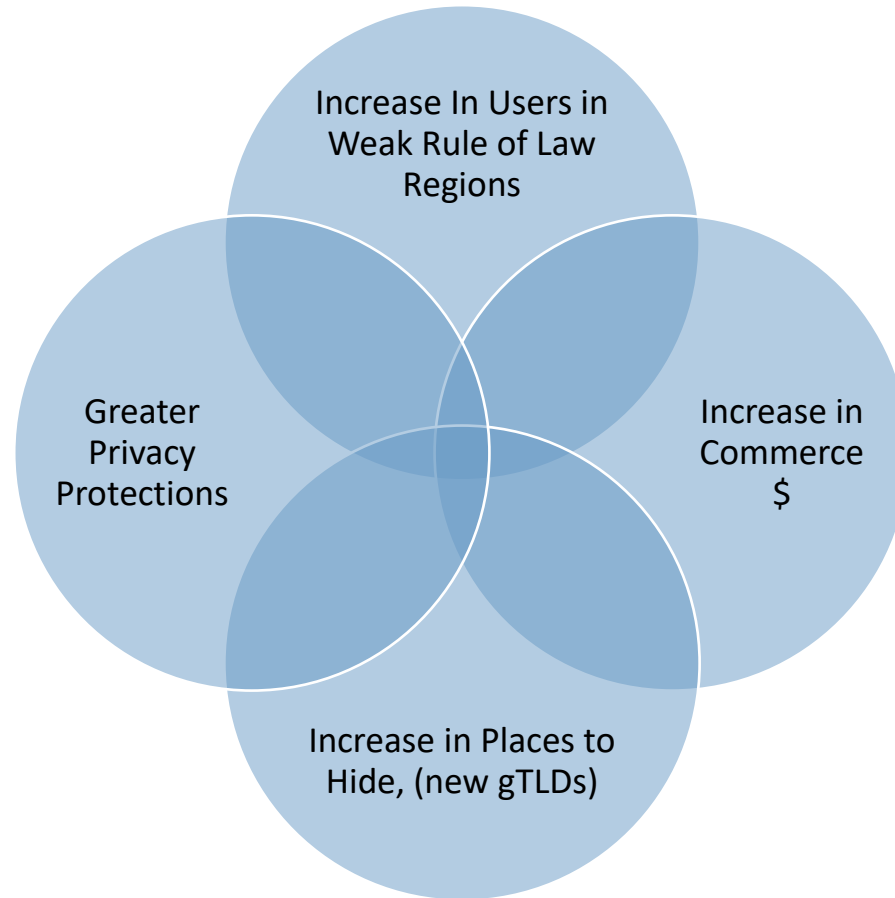 Increase In Users in
Weak Rule of Law
Regions
Greater
Privacy
Protections
Increase in
Commerce
$
Increase in Places to
Hide, (new gTLDs)